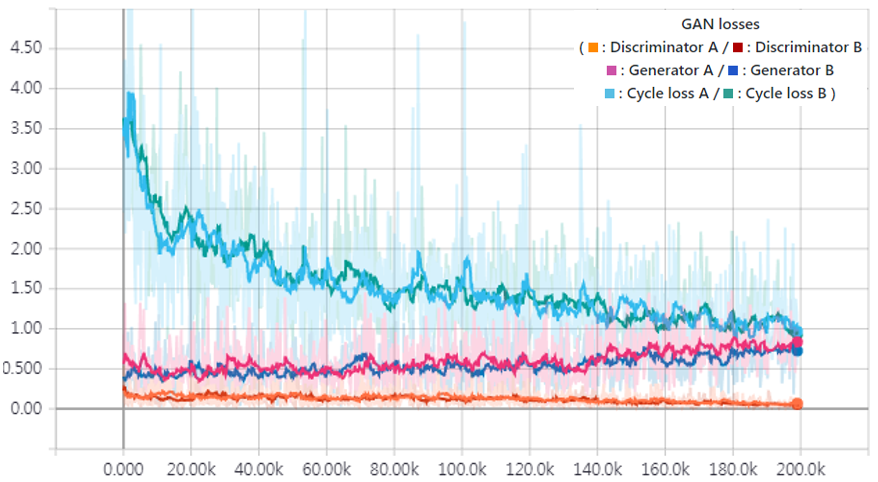 GAN losses
( : Discriminator A / : Discriminator B
: Generator A / : Generator B
: Cycle loss A / : Cycle loss B )
4.50
4.00
3.50
3.00
2.50
2.00
1.50
1.00
0.500
0.00
0.000 20.00k 40.00k 60.00k 80.00k 100.0k 120.0k 140.0k 160.0k 180.0k 200.0k